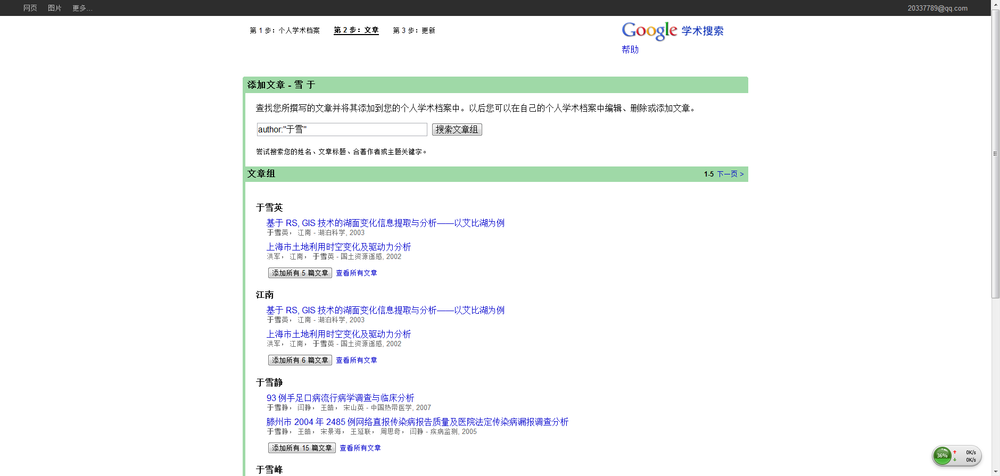 网页 图片 更多... 20337789@qq.com
第 1 步：个人学术档案 第 2 步：文章 第 3 步：更新
Google 学术搜索
帮助
添加文章 - 雪 于
查找您所撰写的文章并将其添加到您的个人学术档案中。以后您可以在自己的个人学术档案中编辑、删除或添加文章。
author:"于雪" 搜索文章组
尝试搜索您的姓名、文章标题、合著作者或主题关键字。
文章组 1-5 下一页 >
于雪英
基于 RS, GIS 技术的湖面变化信息提取与分析——以艾比湖为例
于雪英， 江南 - 湖泊科学, 2003
上海市土地利用时空变化及驱动力分析
洪军， 江南， 于雪英 - 国土资源遥感, 2002
添加所有 5 篇文章 查看所有文章
江南
基于 RS, GIS 技术的湖面变化信息提取与分析——以艾比湖为例
于雪英， 江南 - 湖泊科学, 2003
上海市土地利用时空变化及驱动力分析
洪军， 江南， 于雪英 - 国土资源遥感, 2002
添加所有 6 篇文章 查看所有文章
于雪静
93 例手足口病流行病学调查与临床分析
于雪静， 闫静， 王皓， 宋山英 - 中国热带医学, 2007
滕州市 2004 年 2485 例网络直报传染病报告质量及医院法定传染病漏报调查分析
于雪静， 王皓， 宋景海， 王延联， 周思奇， 闫静 - 疾病监测, 2005
添加所有 15 篇文章 查看所有文章
于雪峰
36% 0K/s
0K/s